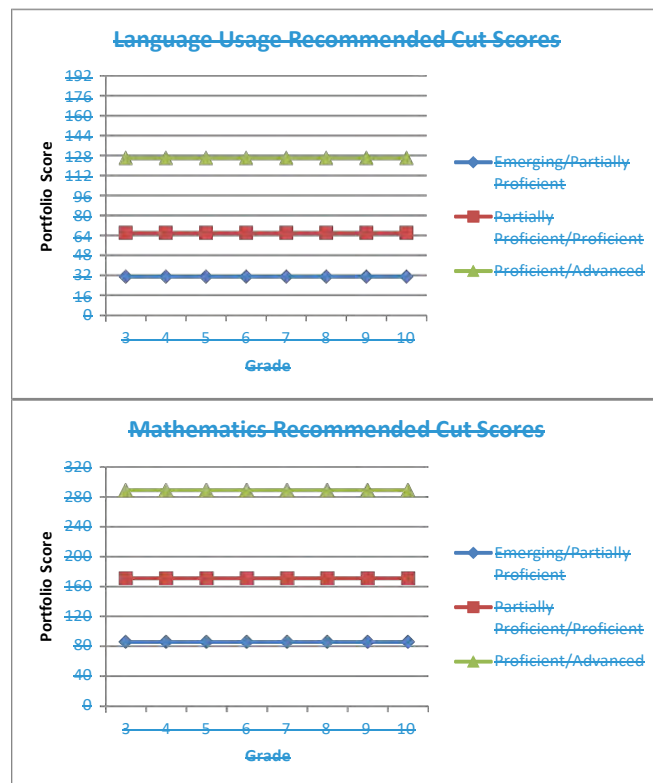 Language Usage Recommended Cut Scores
192
176
160
144
128
112
96
80
64
48
32
16
0
Portfolio Score
3 4 5 6 7 8 9 10
Grade
Emerging/Partially
Proficient
Partially
Proficient/Proficient
Proficient/Advanced
Mathematics Recommended Cut Scores
320
280
240
200
160
120
80
40
0
Portfolio Score
3 4 5 6 7 8 9 10
Grade
Emerging/Partially
Proficient
Partially
Proficient/Proficient
Proficient/Advanced